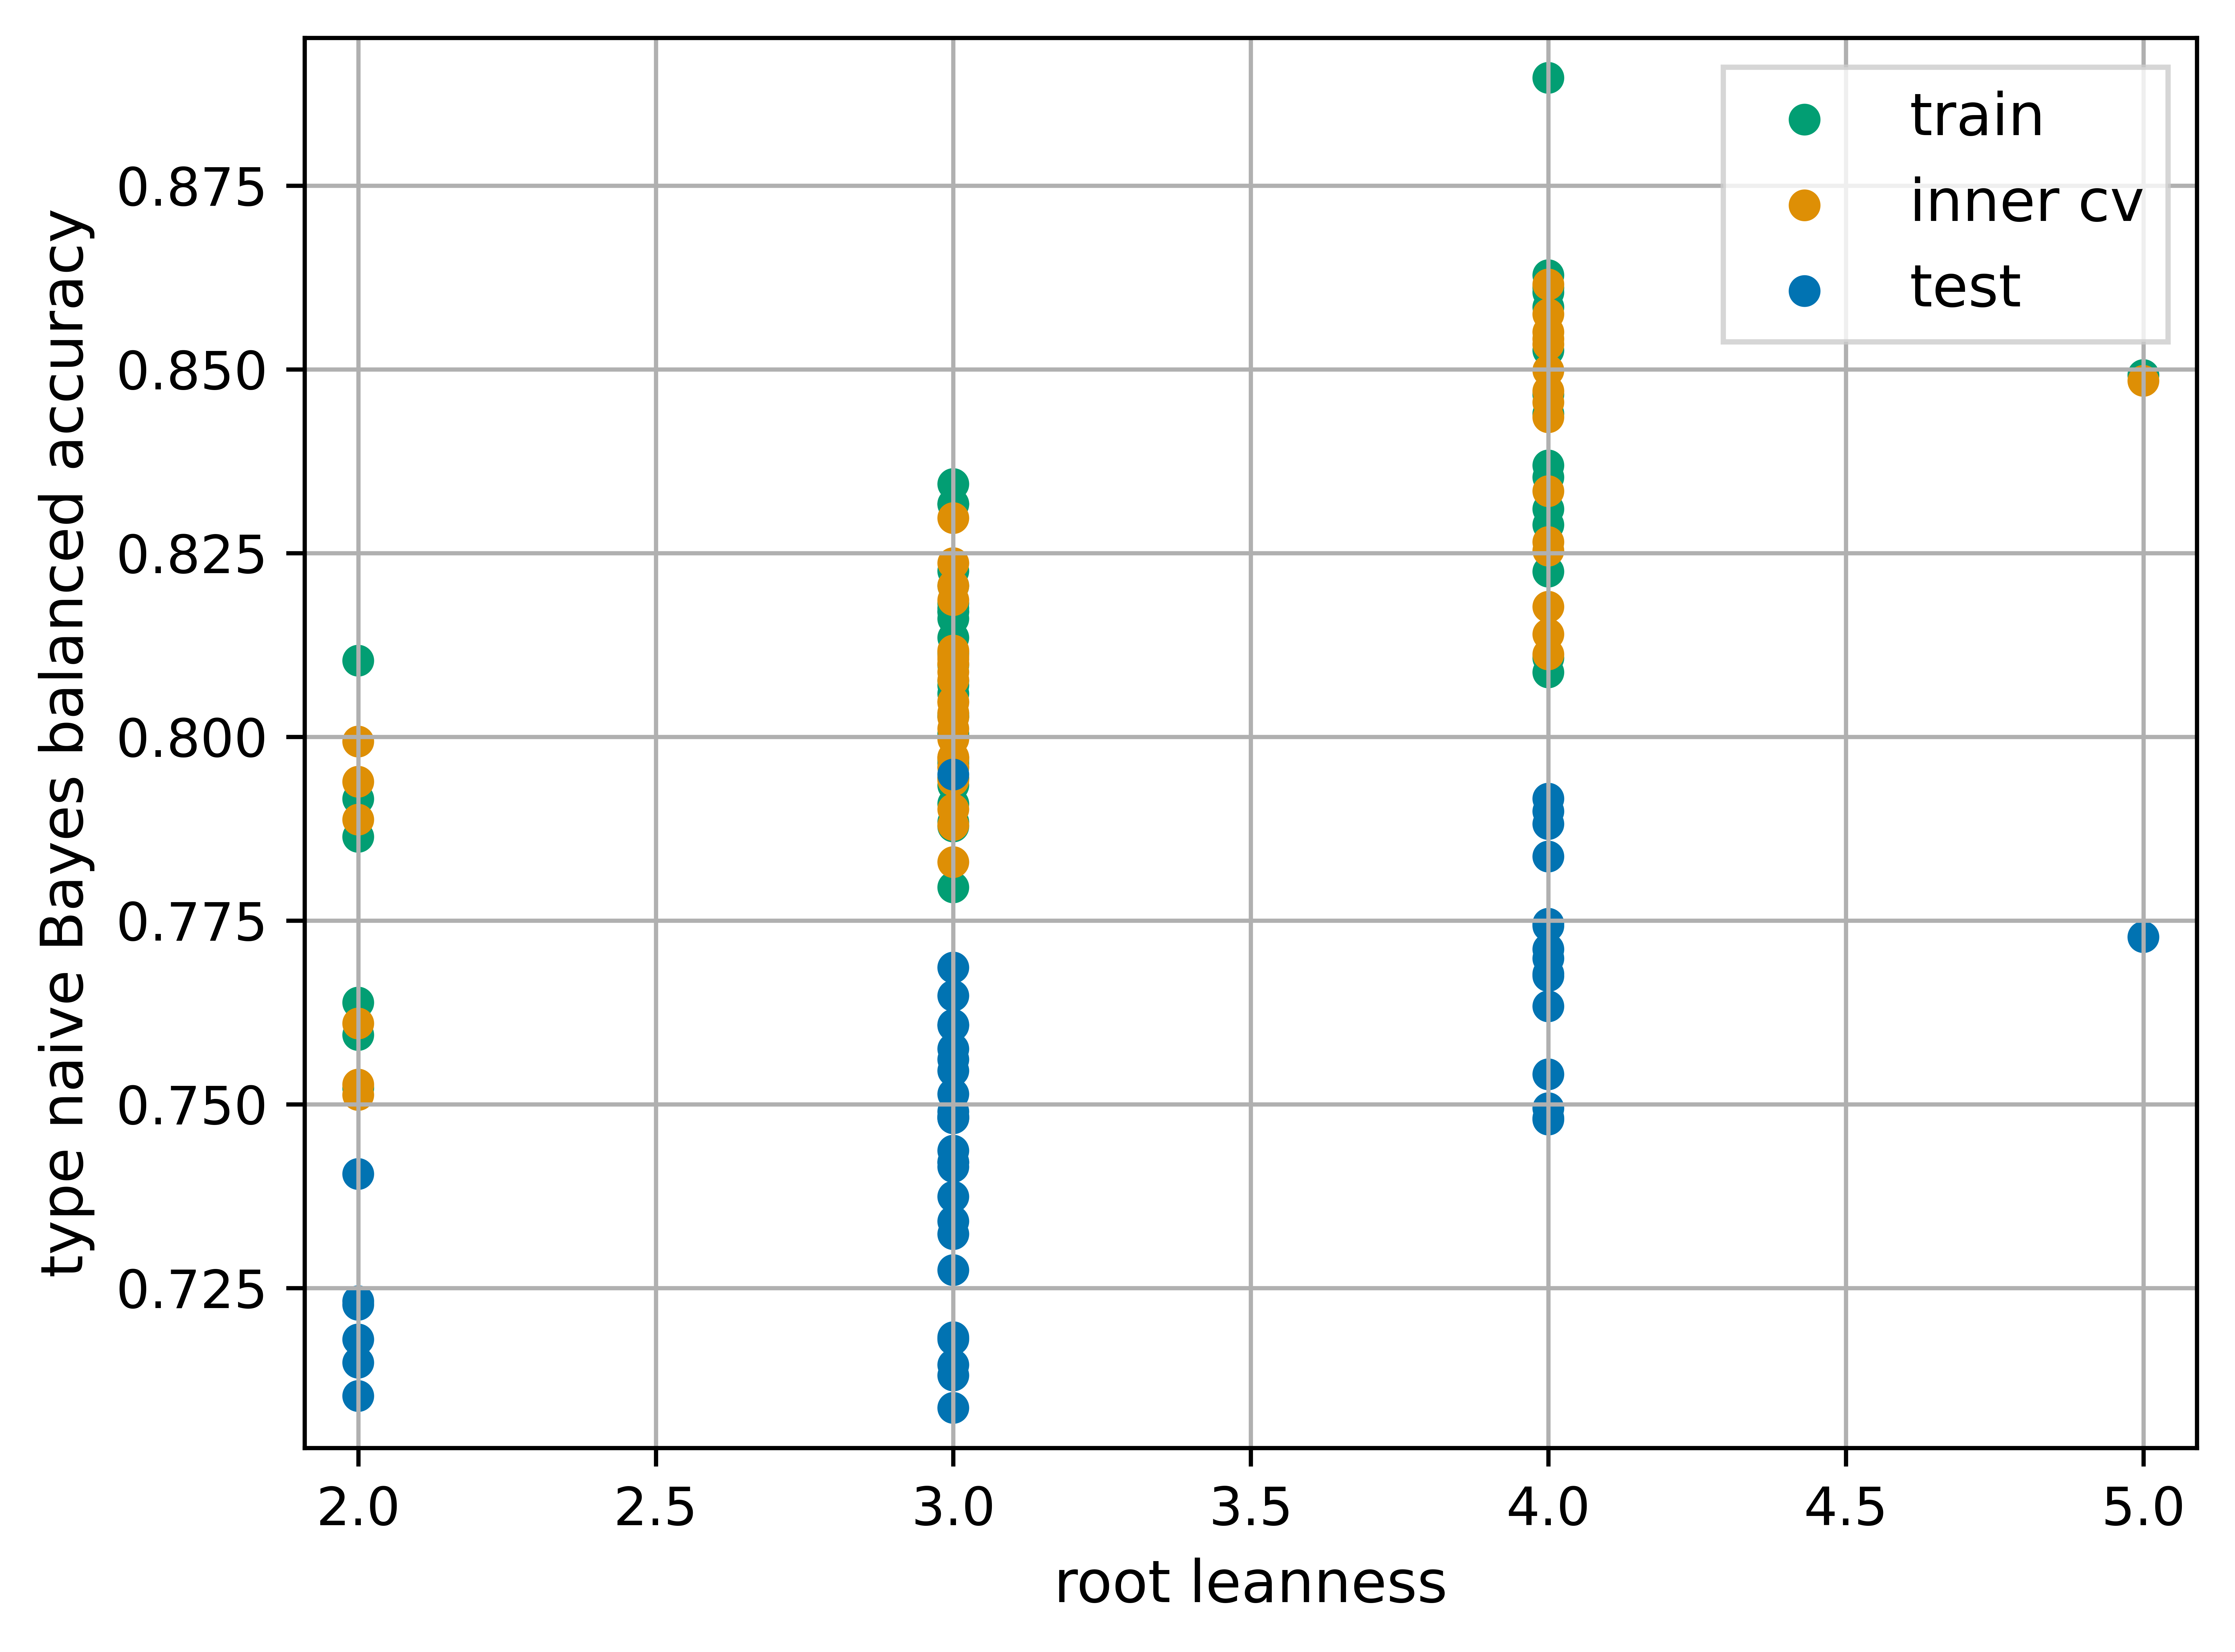 type naive Bayes balanced accuracy
0.875
0.850
0.825
0.800
0.775
0.750
0.725
train
inner cv
test
2.0 2.5 3.0 3.5 4.0 4.5 5.0
root leanness